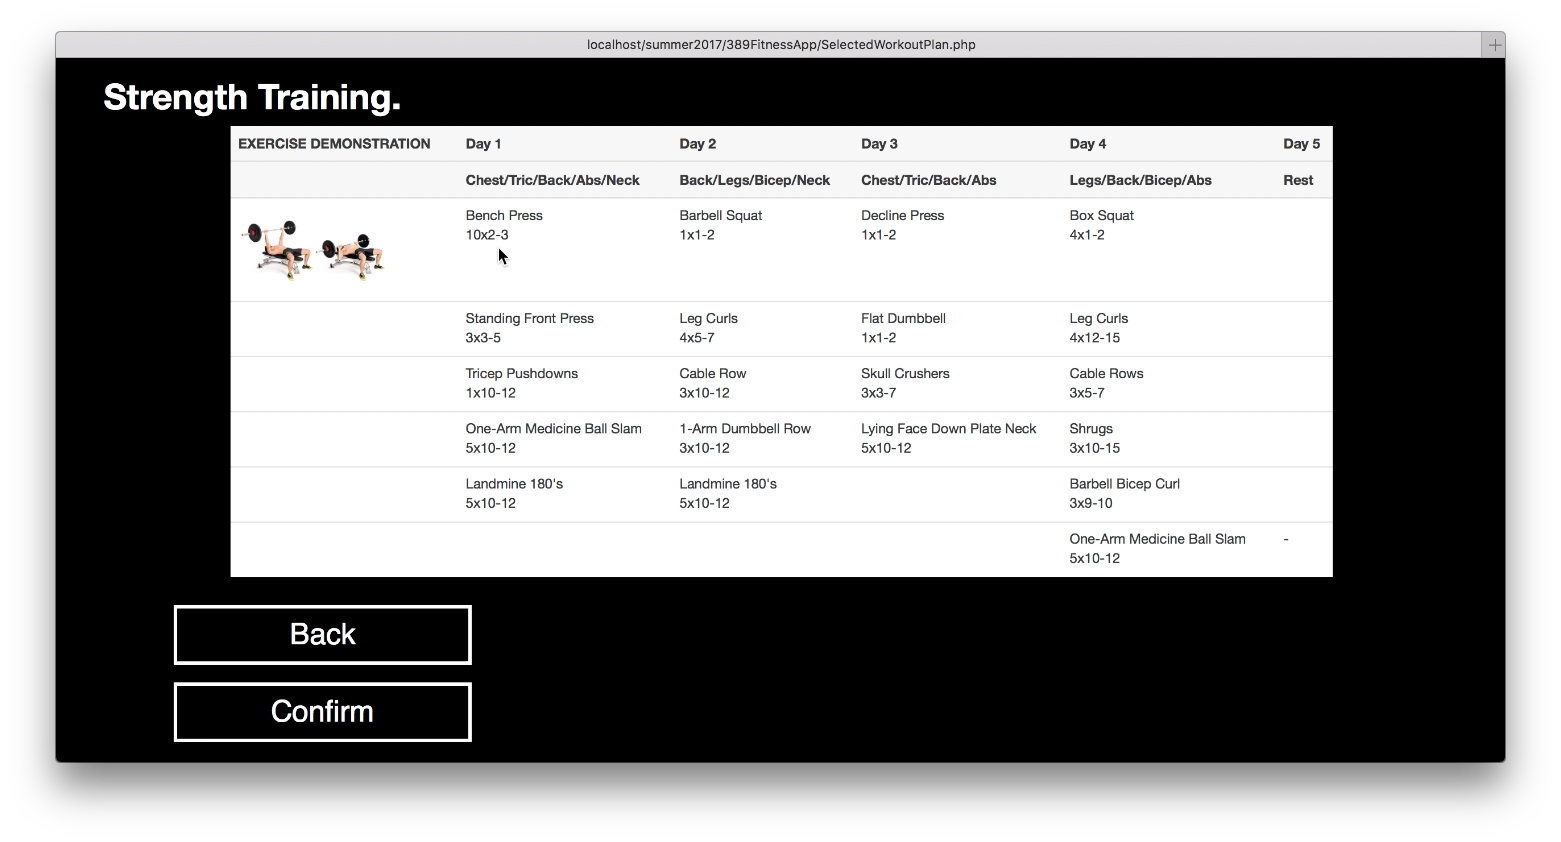 localhost/summer2017/389FitnessApp/SelectedWorkoutPlan.php
Strength Training.
EXERCISE DEMONSTRATION Day 1 Day 2 Day 3 Day 4 Day 5
Chest/Tric/Back/Abs/Neck Back/Legs/Bicep/Neck Chest/Tric/Back/Abs Legs/Back/Bicep/Abs Rest
Bench Press Barbell Squat Decline Press Box Squat
10x2-3 1x1-2 1x1-2 4x1-2
Standing Front Press Leg Curls Flat Dumbbell Leg Curls
3x3-5 4x5-7 1x1-2 4x12-15
Tricep Pushdowns Cable Row Skull Crushers Cable Rows
1x10-12 3x10-12 3x3-7 3x5-7
One-Arm Medicine Ball Slam 1-Arm Dumbbell Row Lying Face Down Plate Neck Shrugs
5x10-12 3x10-12 5x10-12 3x10-15
Landmine 180's Landmine 180's Barbell Bicep Curl
5x10-12 5x10-12 3x9-10
One-Arm Medicine Ball Slam -
5x10-12
Back
Confirm